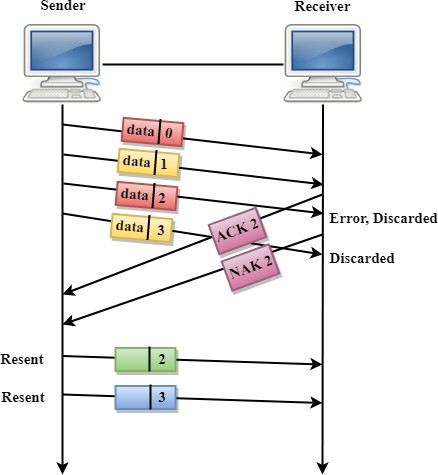 Sender
Receiver
data 0
data 1
data 2
data 3
ACK 2
Error, Discarded
NAK 2
Discarded
Resent
2
Resent
3